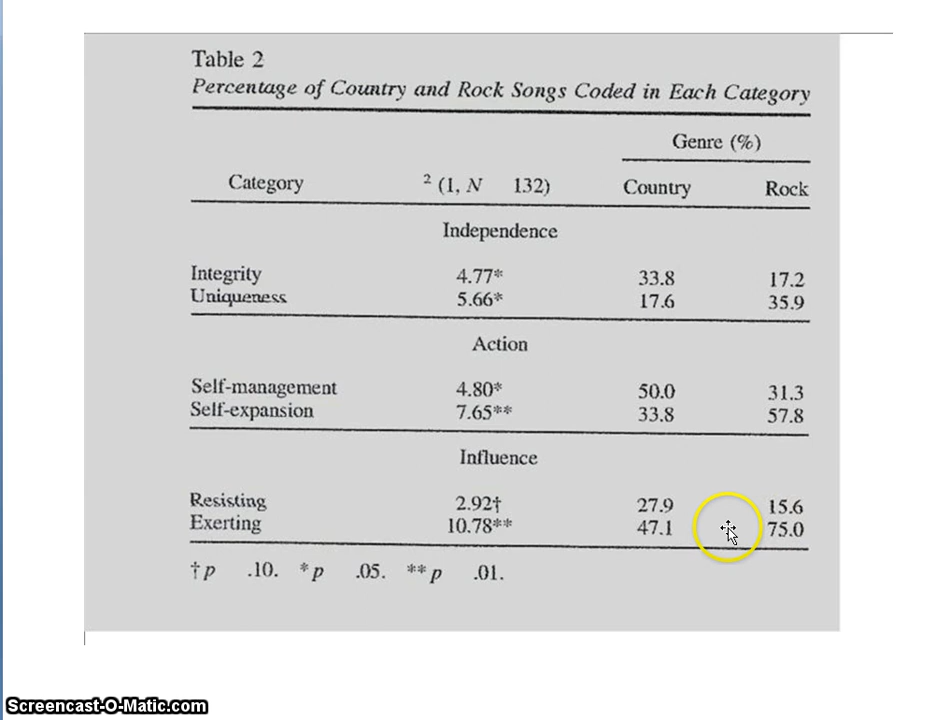 Table 2
Percentage of Country and Rock Songs Coded in Each Category
Genre (%)
Category 2 (1, N 132) Country Rock
Independence
Integrity 4.77* 33.8 17.2
Uniqueness 5.66* 17.6 35.9
Action
Self-management 4.80* 50.0 31.3
Self-expansion 7.65** 33.8 57.8
Influence
Resisting 2.92† 27.9 15.6
Exerting 10.78** 47.1 75.0
† p .10. * p .05. ** p .01.
Screencast-O-Matic.com